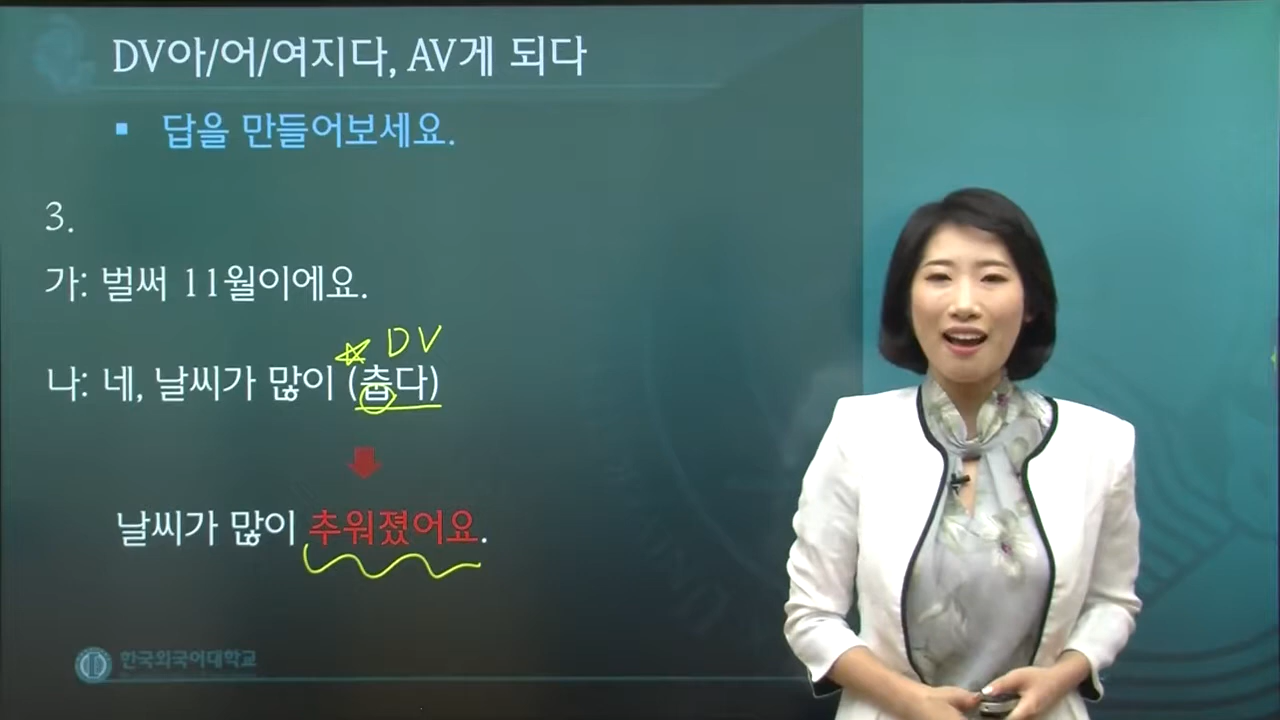 DV아/어/여지다, AV게 되다
▪ 답을 만들어보세요.
3.
가: 벌써 11월이에요.
DV
나: 네, 날씨가 많이 (춥다)
날씨가 많이 추워졌어요.
한국외국어대학교